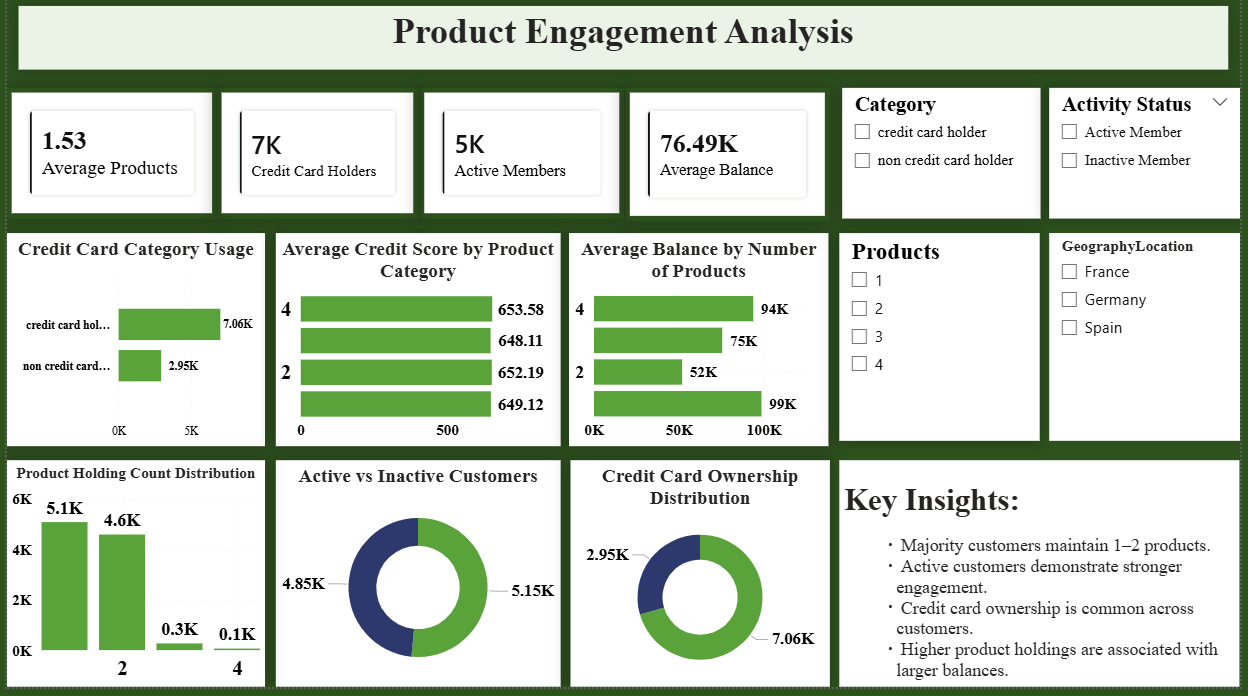 Product Engagement Analysis
1.53
Average Products
7K
Credit Card Holders
5K
Active Members
76.49K
Average Balance
Category
credit card holder
non credit card holder
Activity Status
Active Member
Inactive Member
Credit Card Category Usage
credit card hol...
7.06K
non credit card...
2.95K
0K
5K
Average Credit Score by Product
Category
4
653.58
648.11
2
652.19
649.12
0
500
Average Balance by Number
of Products
4
94K
75K
2
52K
99K
0K
50K
100K
Products
1
2
3
4
GeographyLocation
France
Germany
Spain
Product Holding Count Distribution
6K
5.1K
4.6K
4K
2K
0.3K
0.1K
0K
2
4
Active vs Inactive Customers
4.85K
5.15K
Credit Card Ownership
Distribution
2.95K
7.06K
Key Insights:
• Majority customers maintain 1–2 products.
• Active customers demonstrate stronger
engagement.
• Credit card ownership is common across
customers.
• Higher product holdings are associated with
larger balances.